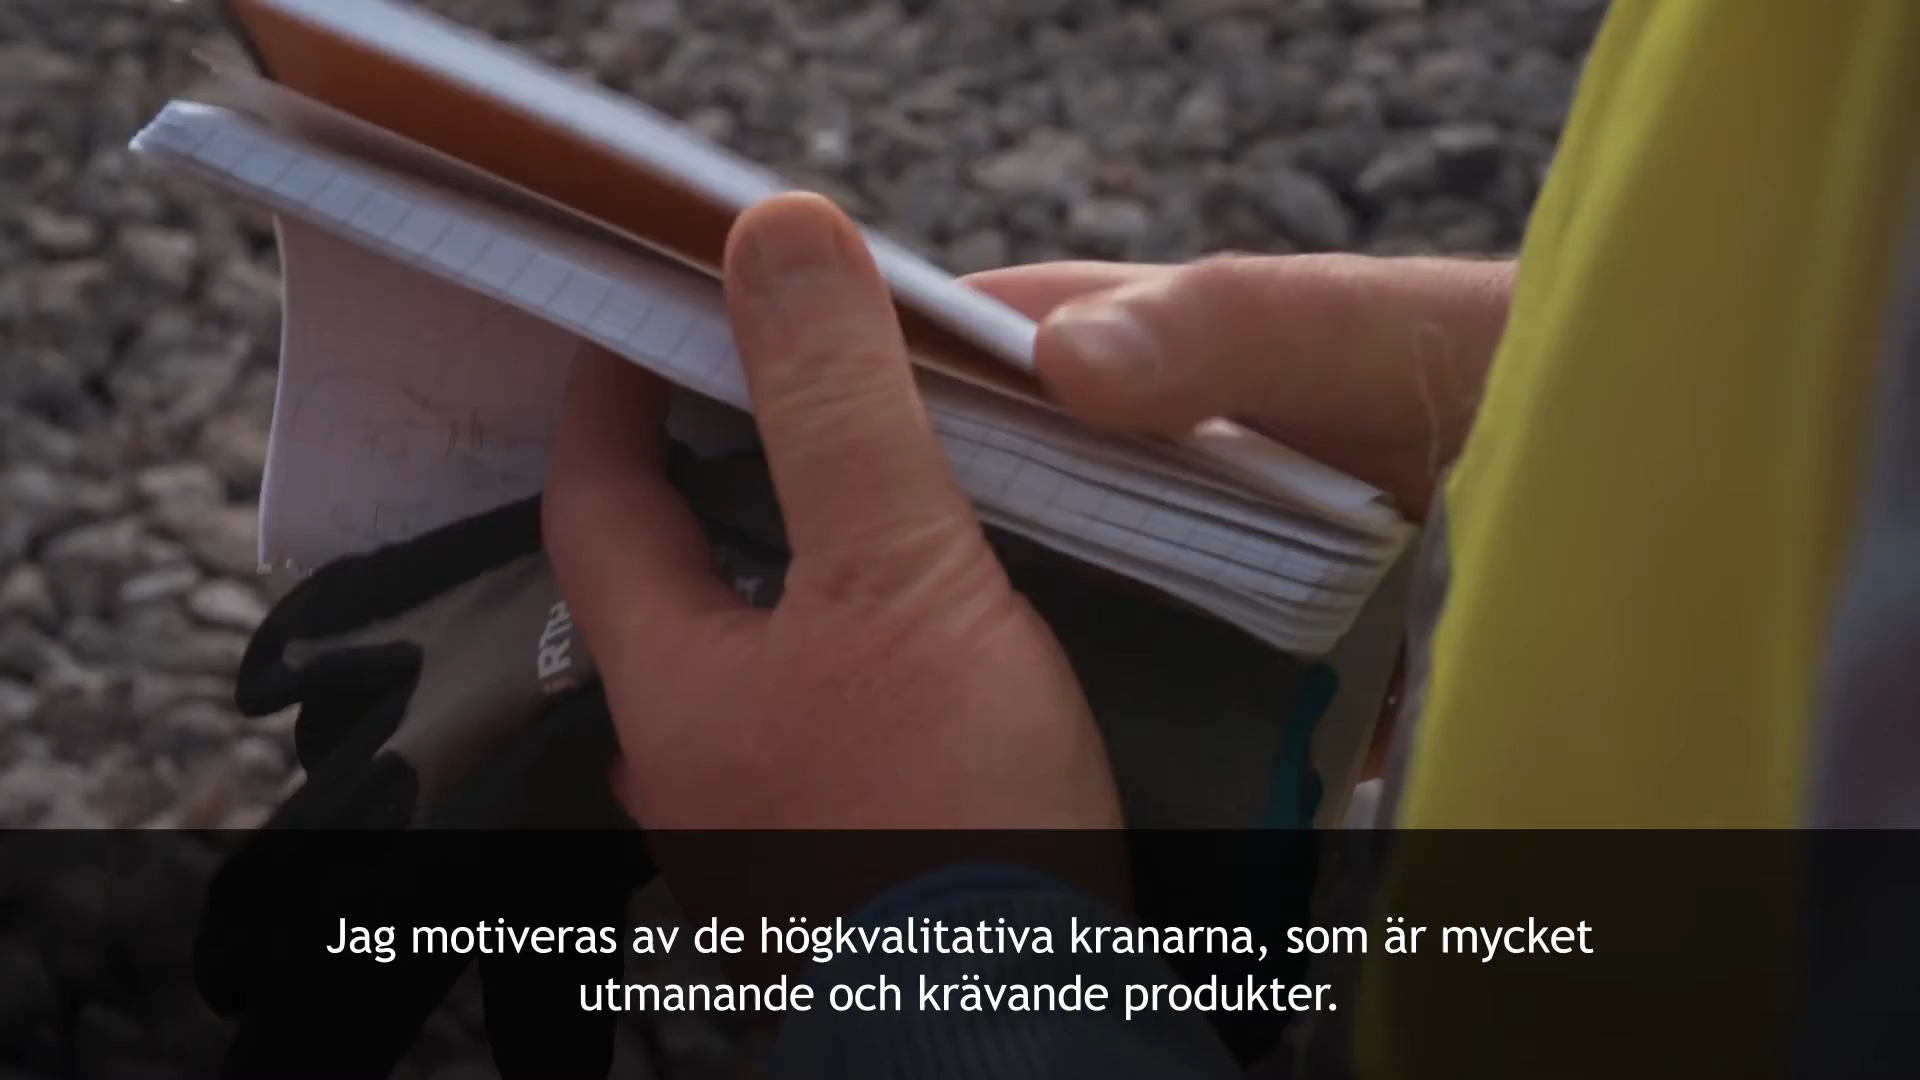 Jag motiveras av de högkvalitativa kranarna, som är mycket
utmanande och krävande produkter.